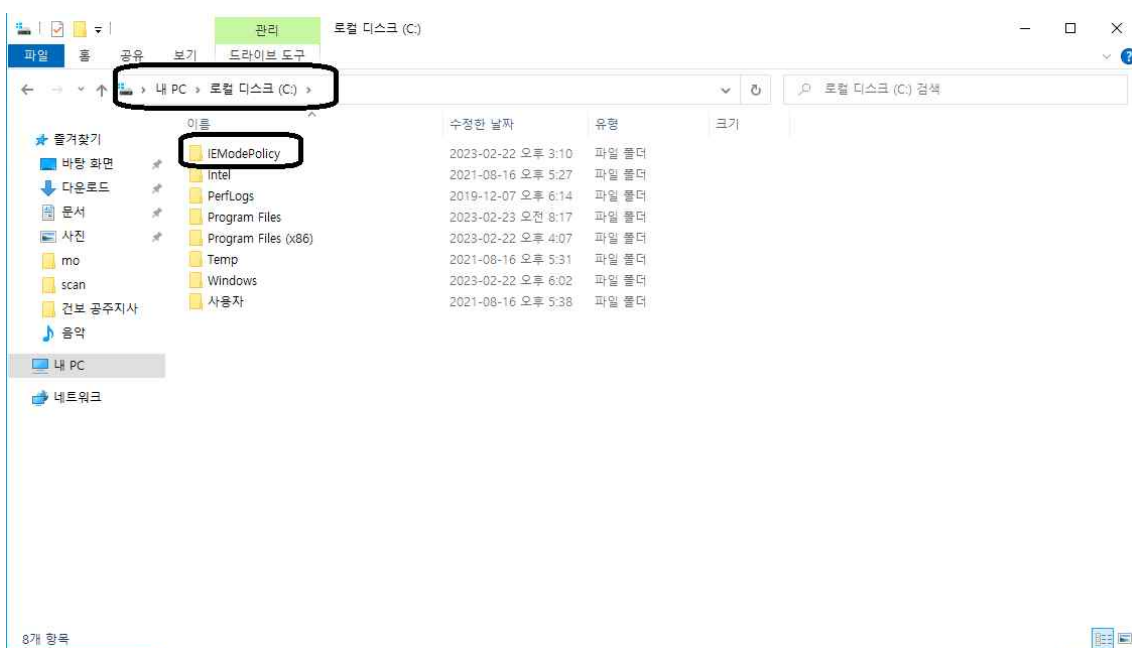 관리 로컬 디스크 (C:)
파일 홈 공유 보기 드라이브 도구
내 PC › 로컬 디스크 (C:) › 로컬 디스크 (C:) 검색
이름 수정한 날짜 유형 크기
즐겨찾기
바탕 화면
다운로드
문서
사진
mo
scan
건보 공주지사
음악
내 PC
네트워크
IEModePolicy 2023-02-22 오후 3:10 파일 폴더
Intel 2021-08-16 오후 5:27 파일 폴더
PerfLogs 2019-12-07 오후 6:14 파일 폴더
Program Files 2023-02-23 오전 8:17 파일 폴더
Program Files (x86) 2023-02-22 오후 4:07 파일 폴더
Temp 2021-08-16 오후 5:31 파일 폴더
Windows 2023-02-22 오후 6:02 파일 폴더
사용자 2021-08-16 오후 5:38 파일 폴더
8개 항목